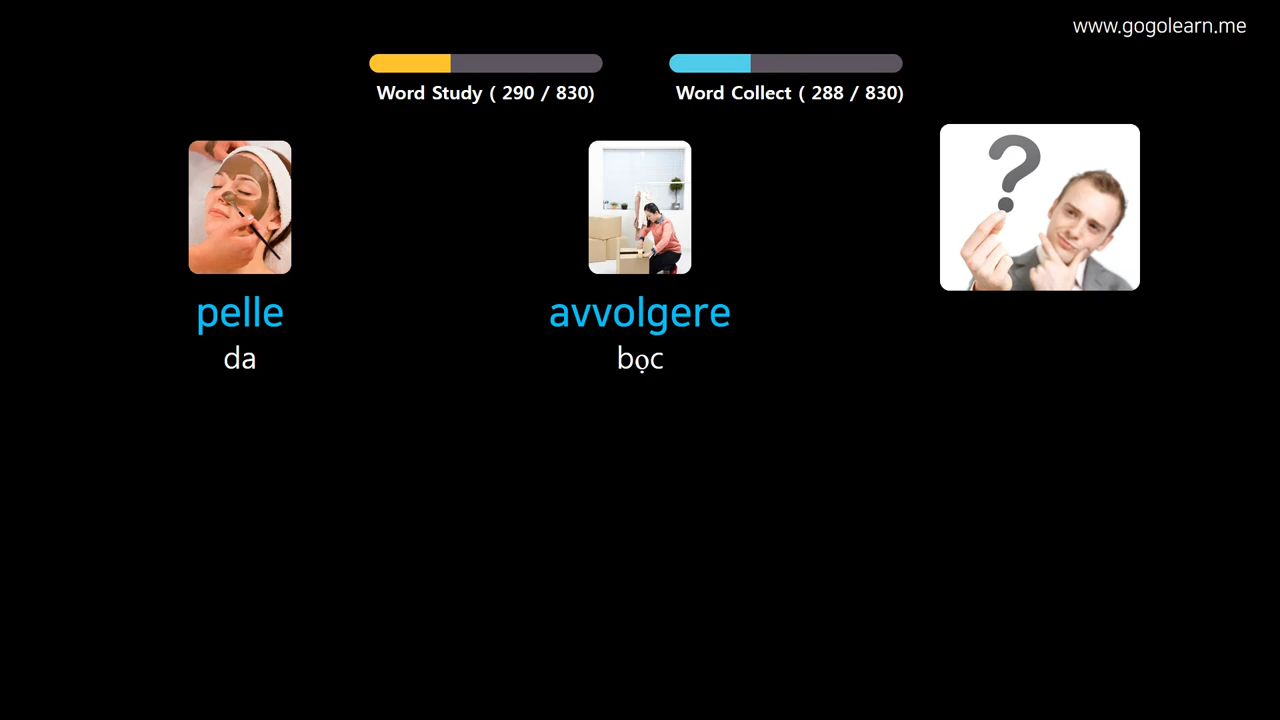 www.gogolearn.me
Word Study ( 290 / 830)
Word Collect ( 288 / 830)
pelle
da
avvolgere
bọc
?